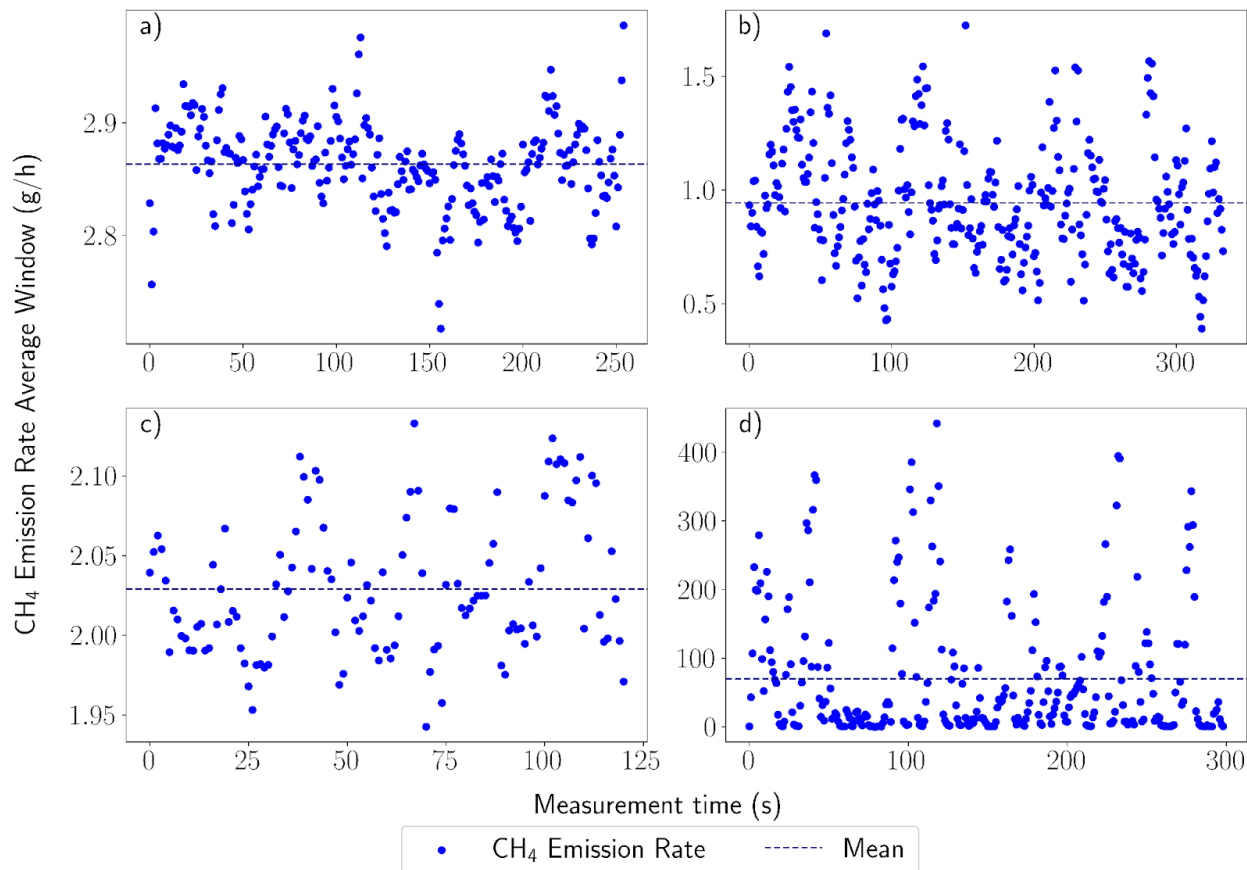 a)
b)
2.9
2.8
1.5
1.0
0.5
0 50 100 150 200 250
0 100 200 300
CH₄ Emission Rate Average Window (g/h)
c)
d)
2.10
2.05
2.00
1.95
400
300
200
100
0
0 25 50 75 100 125
0 100 200 300
Measurement time (s)
CH₄ Emission Rate
Mean